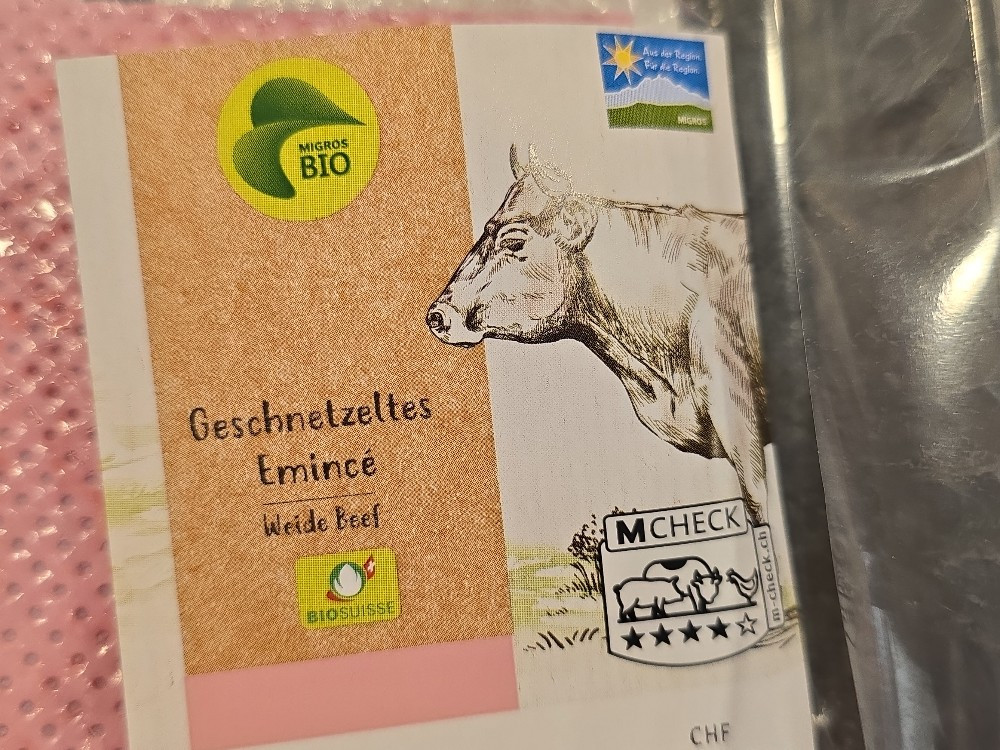 MIGROS
BIO
Aus der Region.
Für die Region.
MIGROS
Geschnetzeltes
Emincé
Weide Beef
BIOSUISSE
MCHECK
m-check.ch
CHF